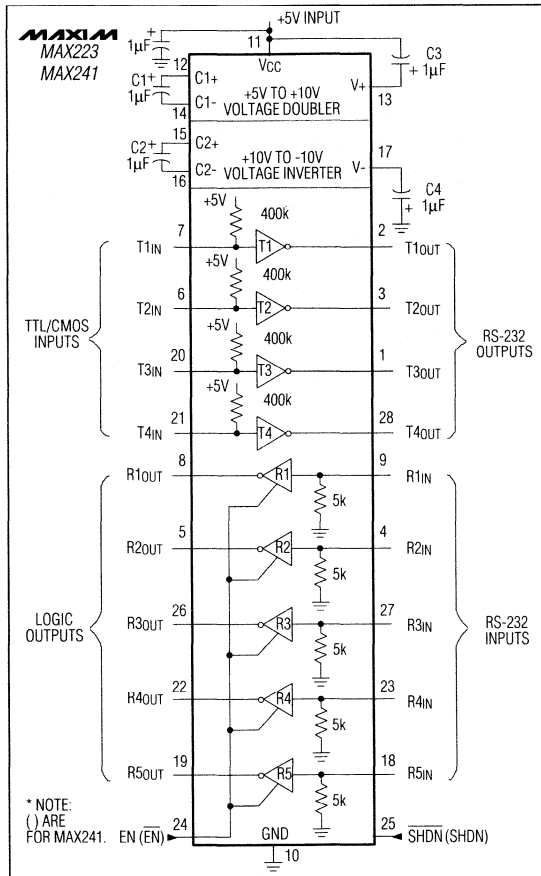 MAXIM
MAX223
MAX241
+5V INPUT
11
VCC
+
1µF
C3
+ 1µF
12
C1+
1µF
C1+
C1-
14
+5V TO +10V
VOLTAGE DOUBLER
V+
13
15
C2+
1µF
C2+
C2-
16
+10V TO -10V
VOLTAGE INVERTER
V-
17
C4
+ 1µF
+5V
400k
7
T1IN
T1
2
T1OUT
+5V
400k
6
T2IN
T2
3
T2OUT
TTL/CMOS
INPUTS
RS-232
OUTPUTS
+5V
400k
20
T3IN
T3
1
T3OUT
+5V
400k
21
T4IN
T4
28
T4OUT
8
R1OUT
R1
9
R1IN
5k
5
R2OUT
R2
4
R2IN
5k
LOGIC
OUTPUTS
RS-232
INPUTS
26
R3OUT
R3
27
R3IN
5k
22
R4OUT
R4
23
R4IN
5k
19
R5OUT
R5
18
R5IN
5k
* NOTE:
( ) ARE
FOR MAX241.
24
EN (E̅N̅)
GND
10
25
S̅H̅D̅N̅ (SHDN)